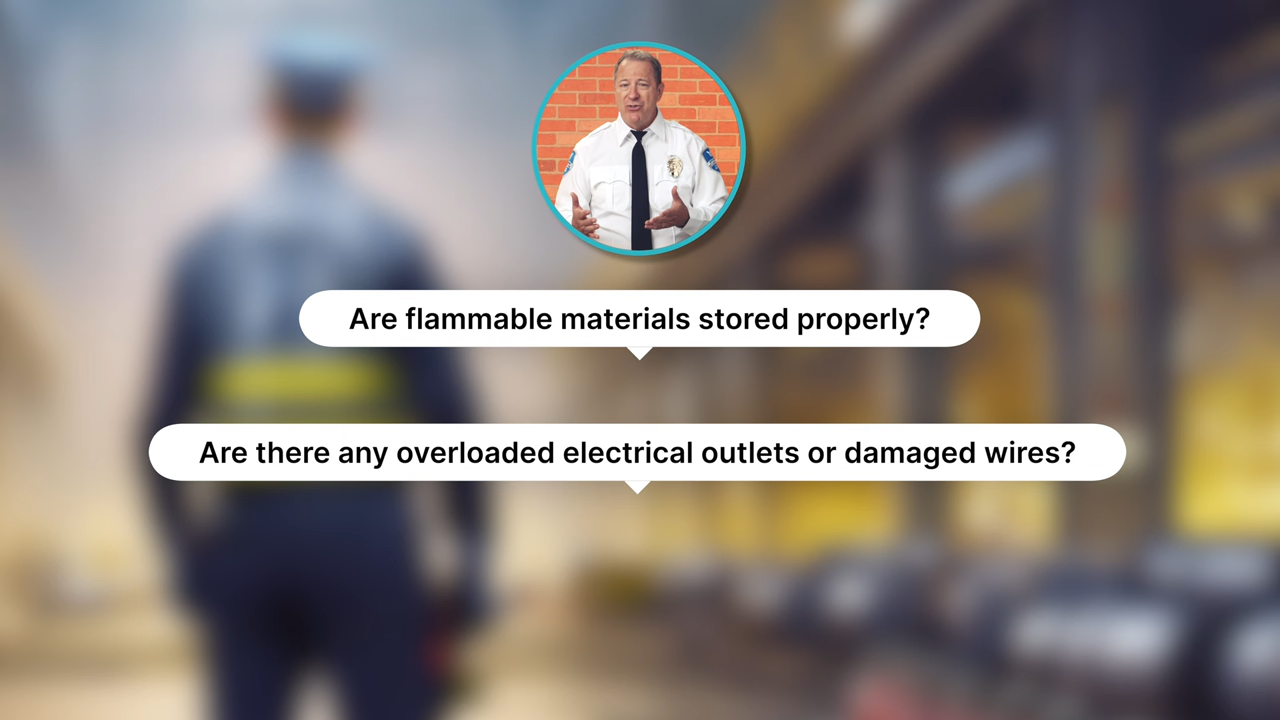 Are flammable materials stored properly?
Are there any overloaded electrical outlets or damaged wires?